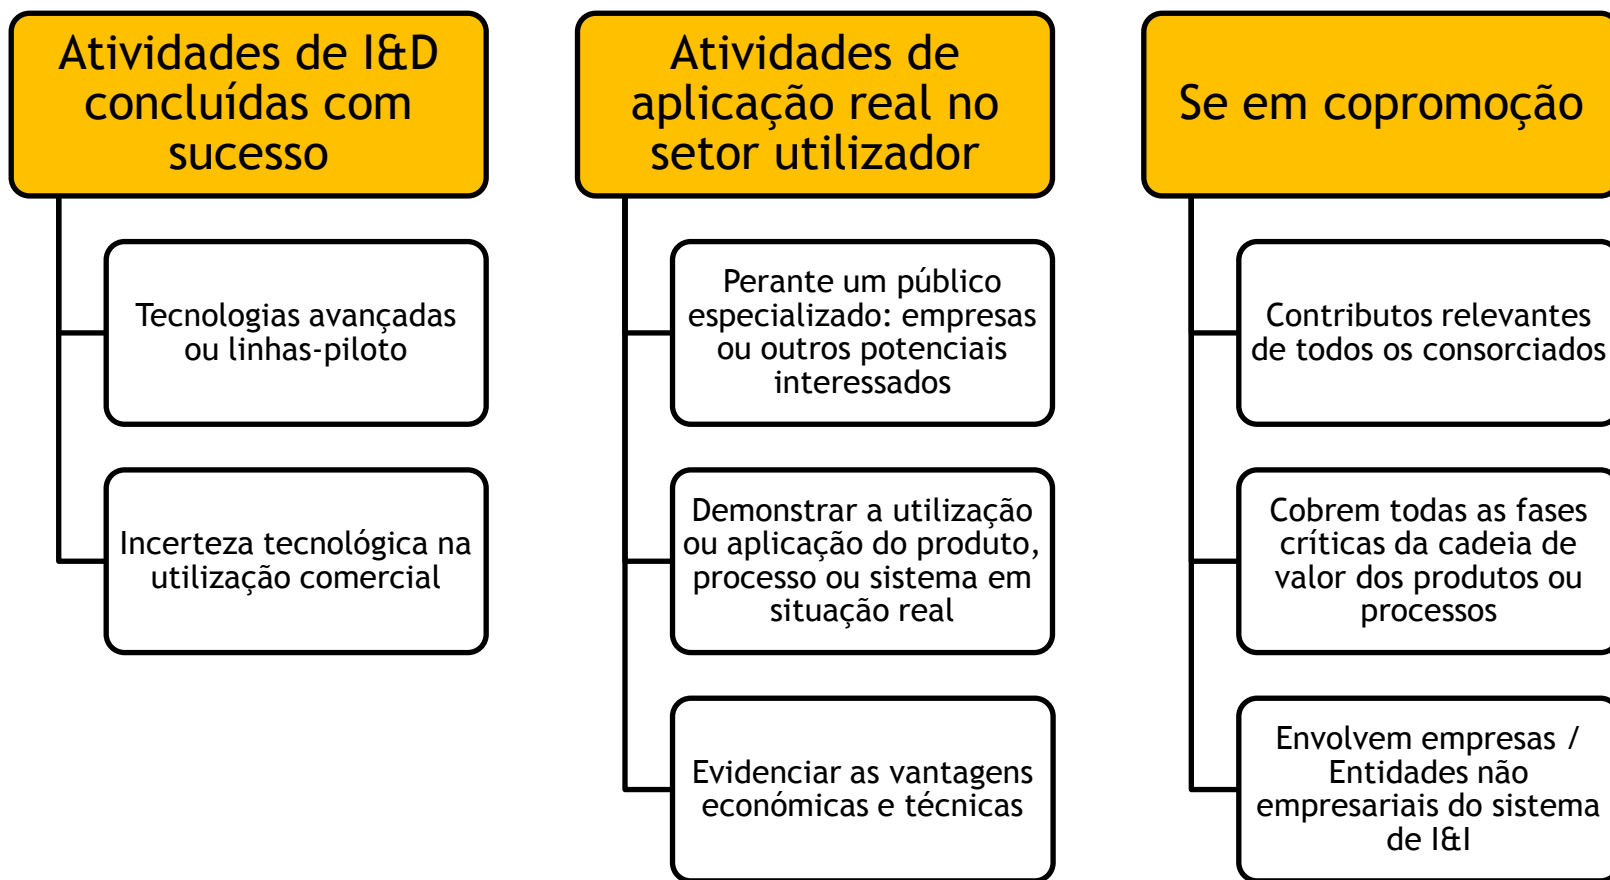 Atividades de I&D
concluídas com
sucesso
Tecnologias avançadas
ou linhas-piloto
Incerteza tecnológica na
utilização comercial
Atividades de
aplicação real no
setor utilizador
Perante um público
especializado: empresas
ou outros potenciais
interessados
Demonstrar a utilização
ou aplicação do produto,
processo ou sistema em
situação real
Evidenciar as vantagens
económicas e técnicas
Se em copromoção
Contributos relevantes
de todos os consorciados
Cobrem todas as fases
críticas da cadeia de
valor dos produtos ou
processos
Envolvem empresas /
Entidades não
empresariais do sistema
de I&I